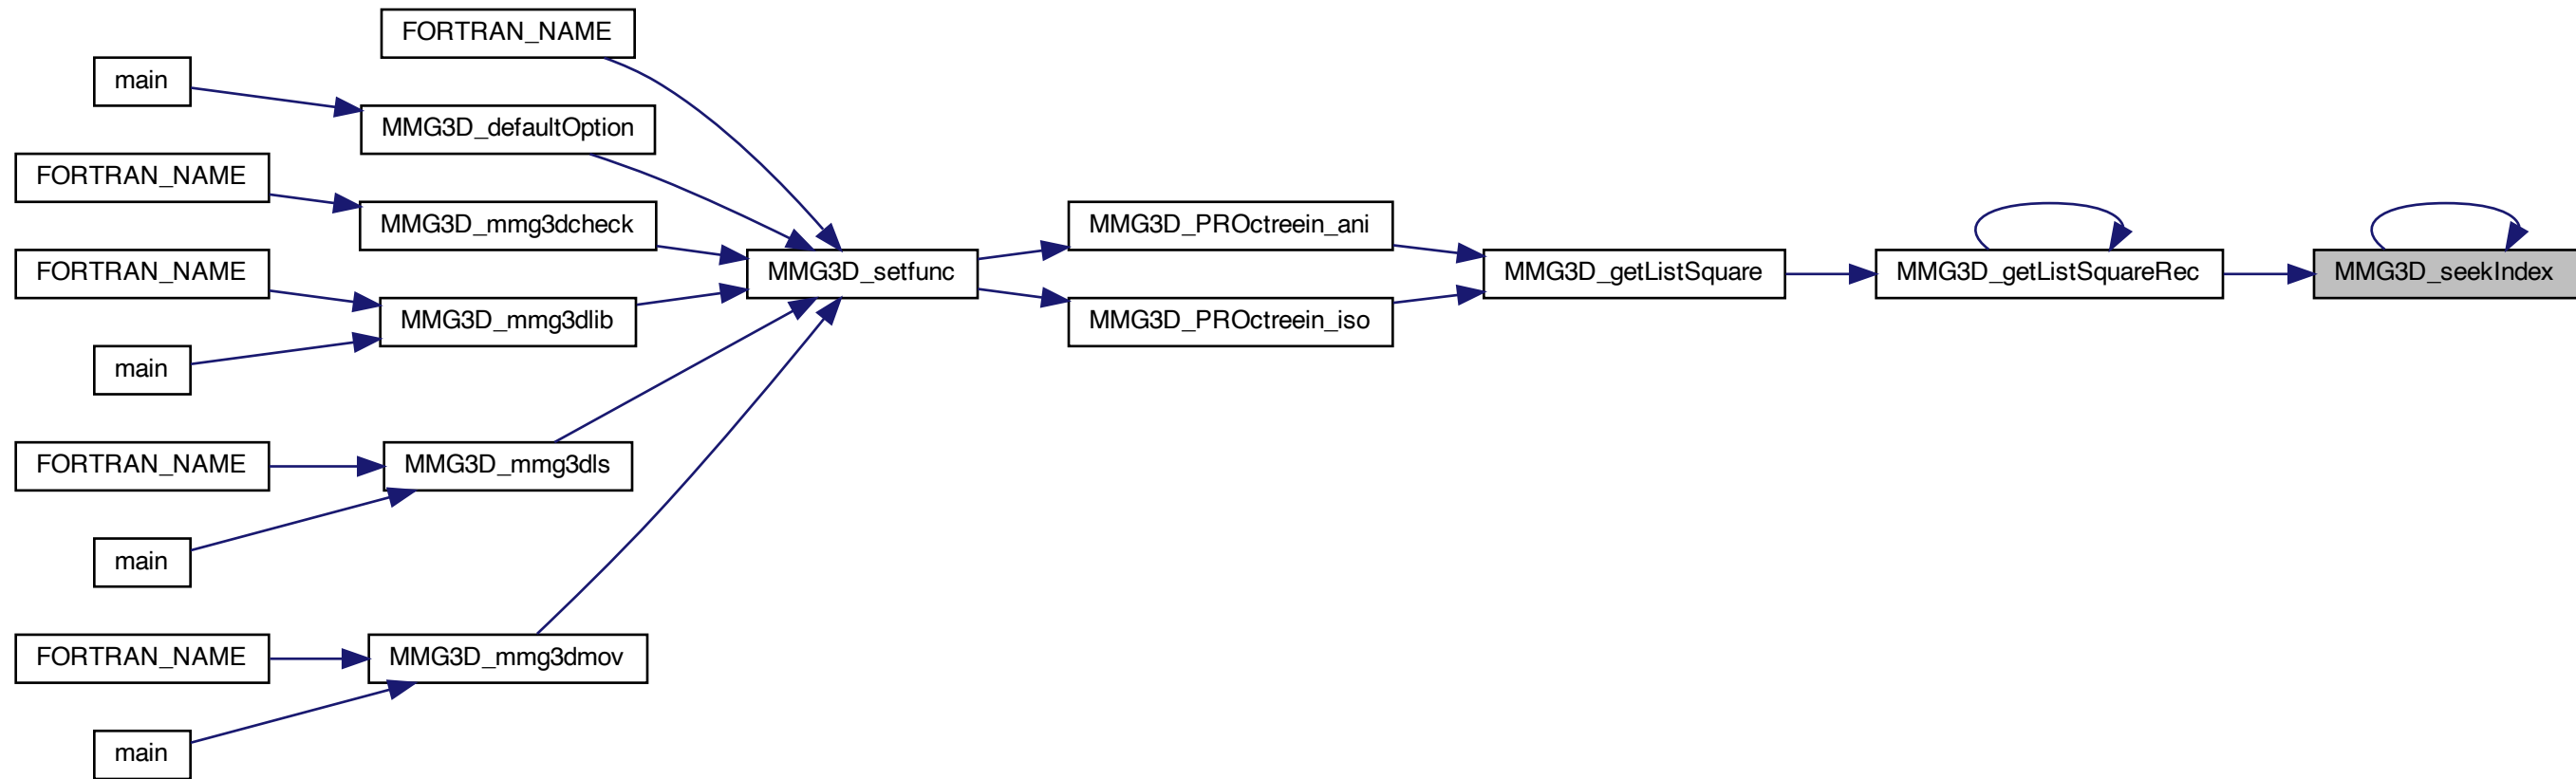 FORTRAN_NAME
main
MMG3D_defaultOption
FORTRAN_NAME
MMG3D_mmg3dcheck
MMG3D_PROctreein_ani
FORTRAN_NAME
MMG3D_setfunc
MMG3D_getListSquare
MMG3D_getListSquareRec
MMG3D_seekIndex
MMG3D_mmg3dlib
MMG3D_PROctreein_iso
main
FORTRAN_NAME
MMG3D_mmg3dls
main
FORTRAN_NAME
MMG3D_mmg3dmov
main